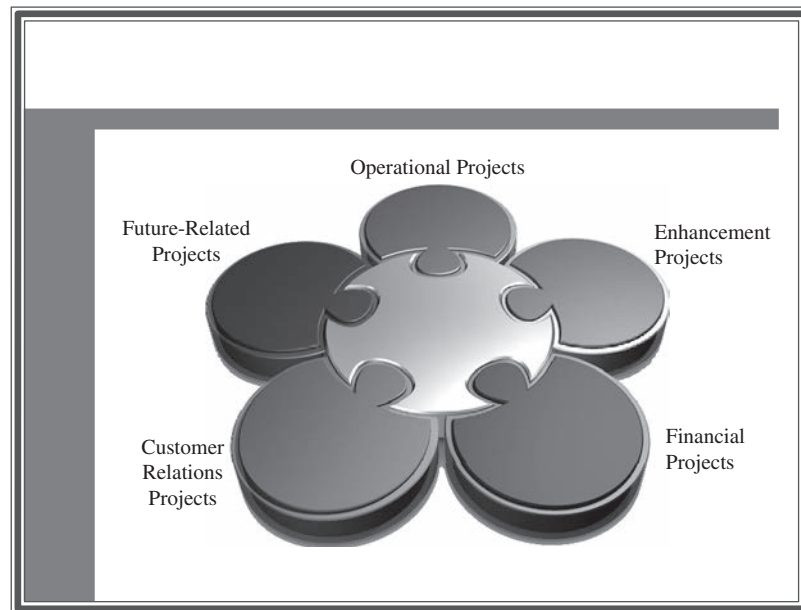 Operational Projects
Future-Related
Projects
Enhancement
Projects
Customer
Relations
Projects
Financial
Projects